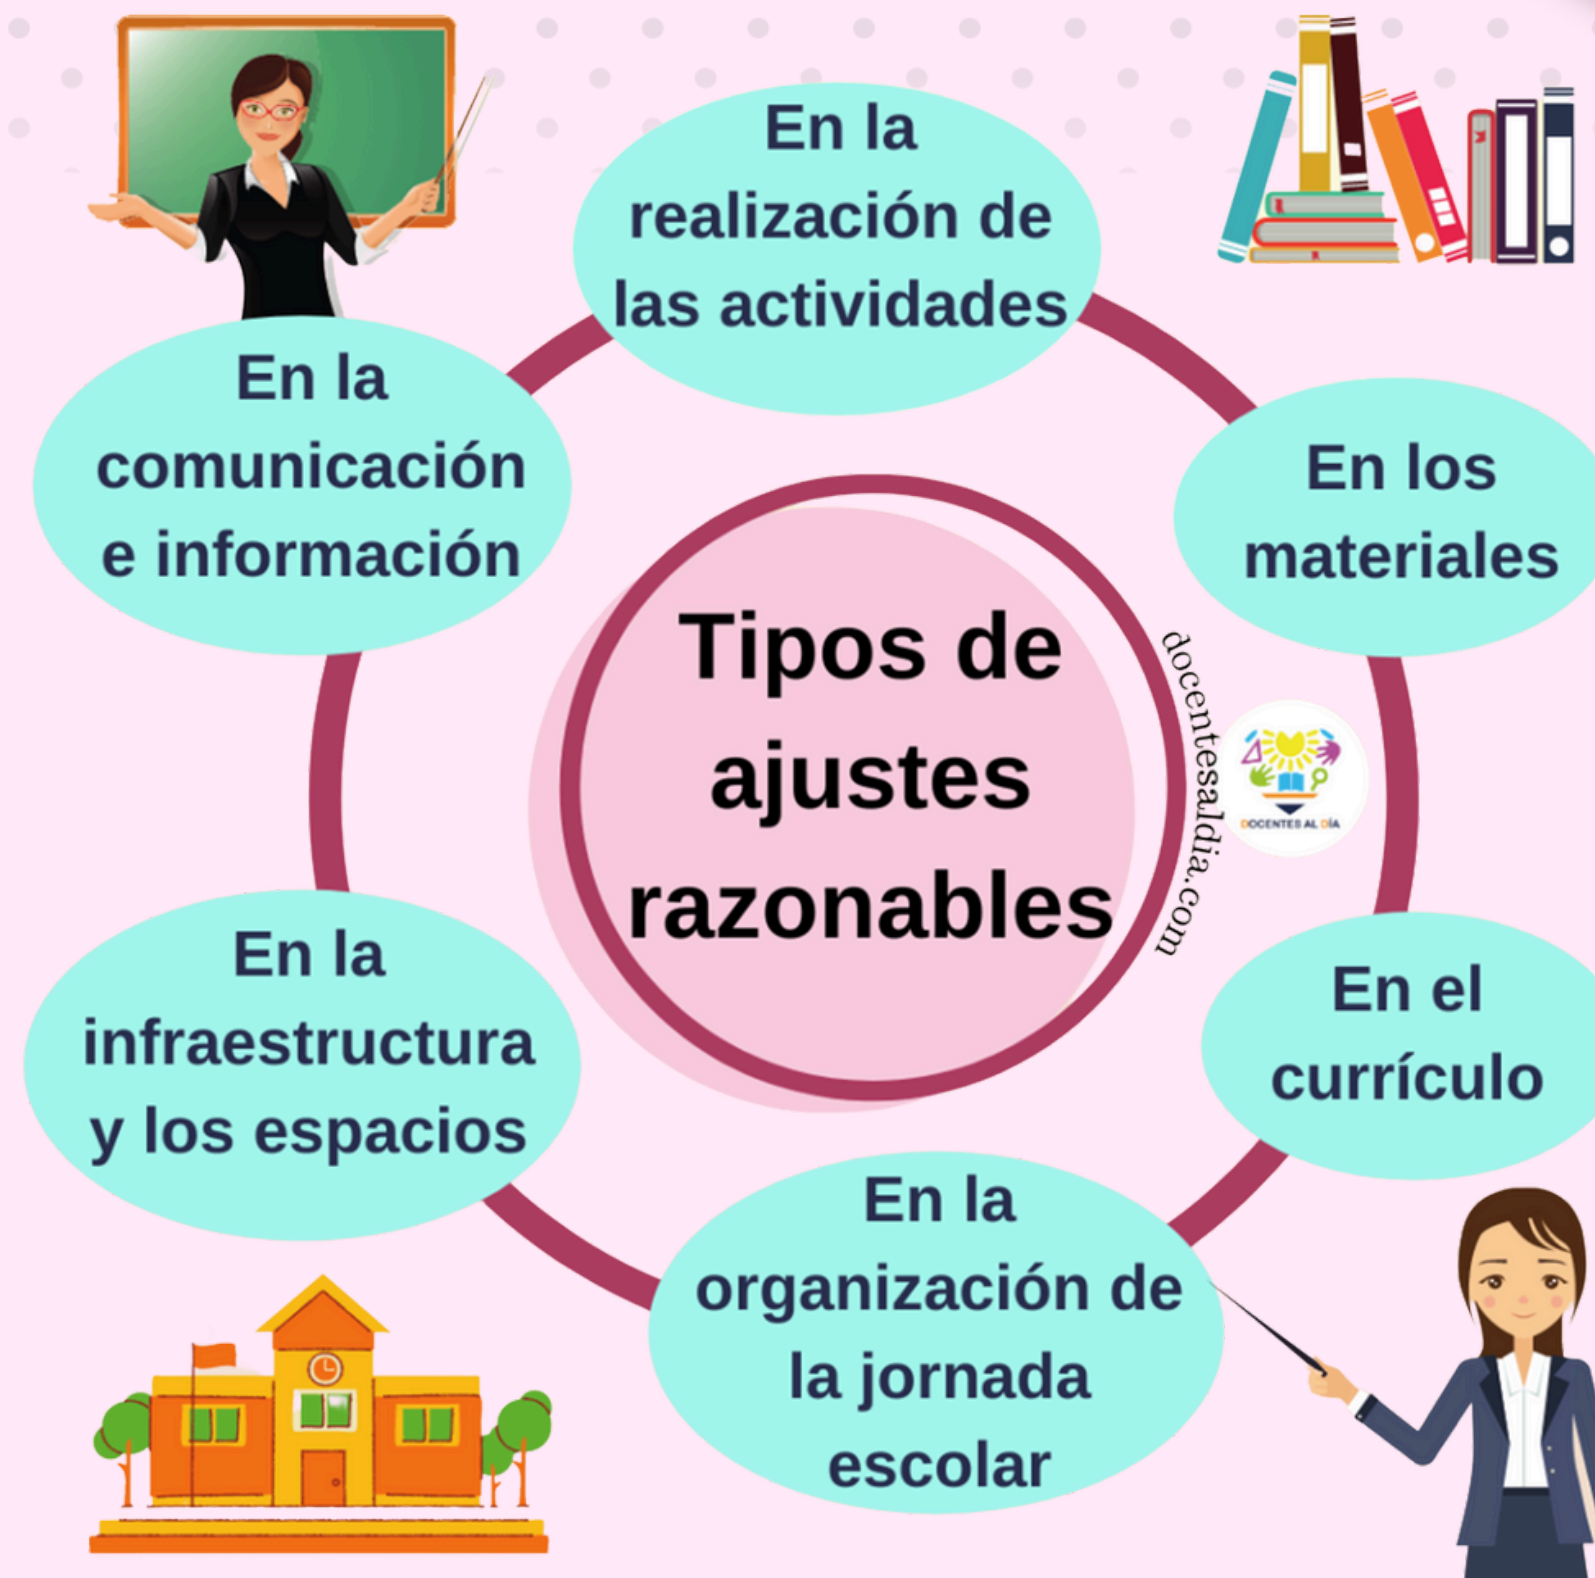 En la
realización de
las actividades
En la
comunicación
e información
En los
materiales
Tipos de
ajustes
razonables
docentesaldia.com
DOCENTES AL DÍA
En la
infraestructura
y los espacios
En el
currículo
En la
organización de
la jornada
escolar